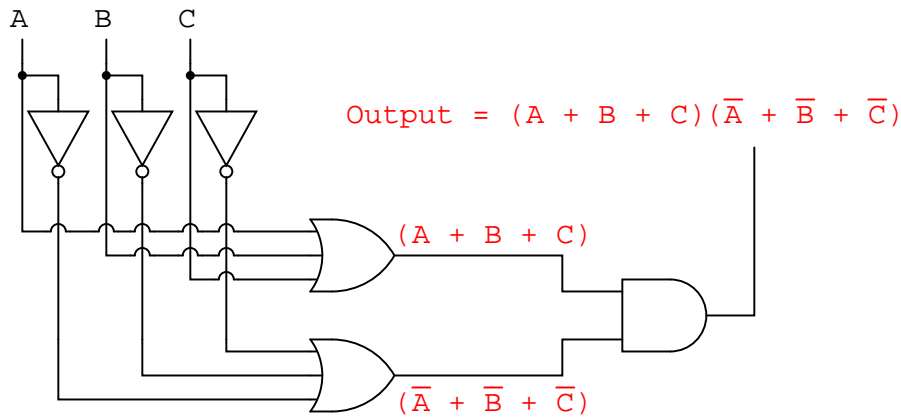 A B C
Output = (A + B + C)(A̅ + B̅ + C̅)
(A + B + C)
(A̅ + B̅ + C̅)